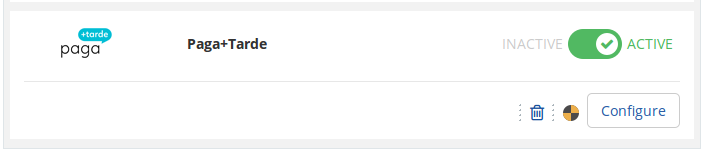 +tarde
paga
Paga+Tarde
INACTIVE
ACTIVE
Configure